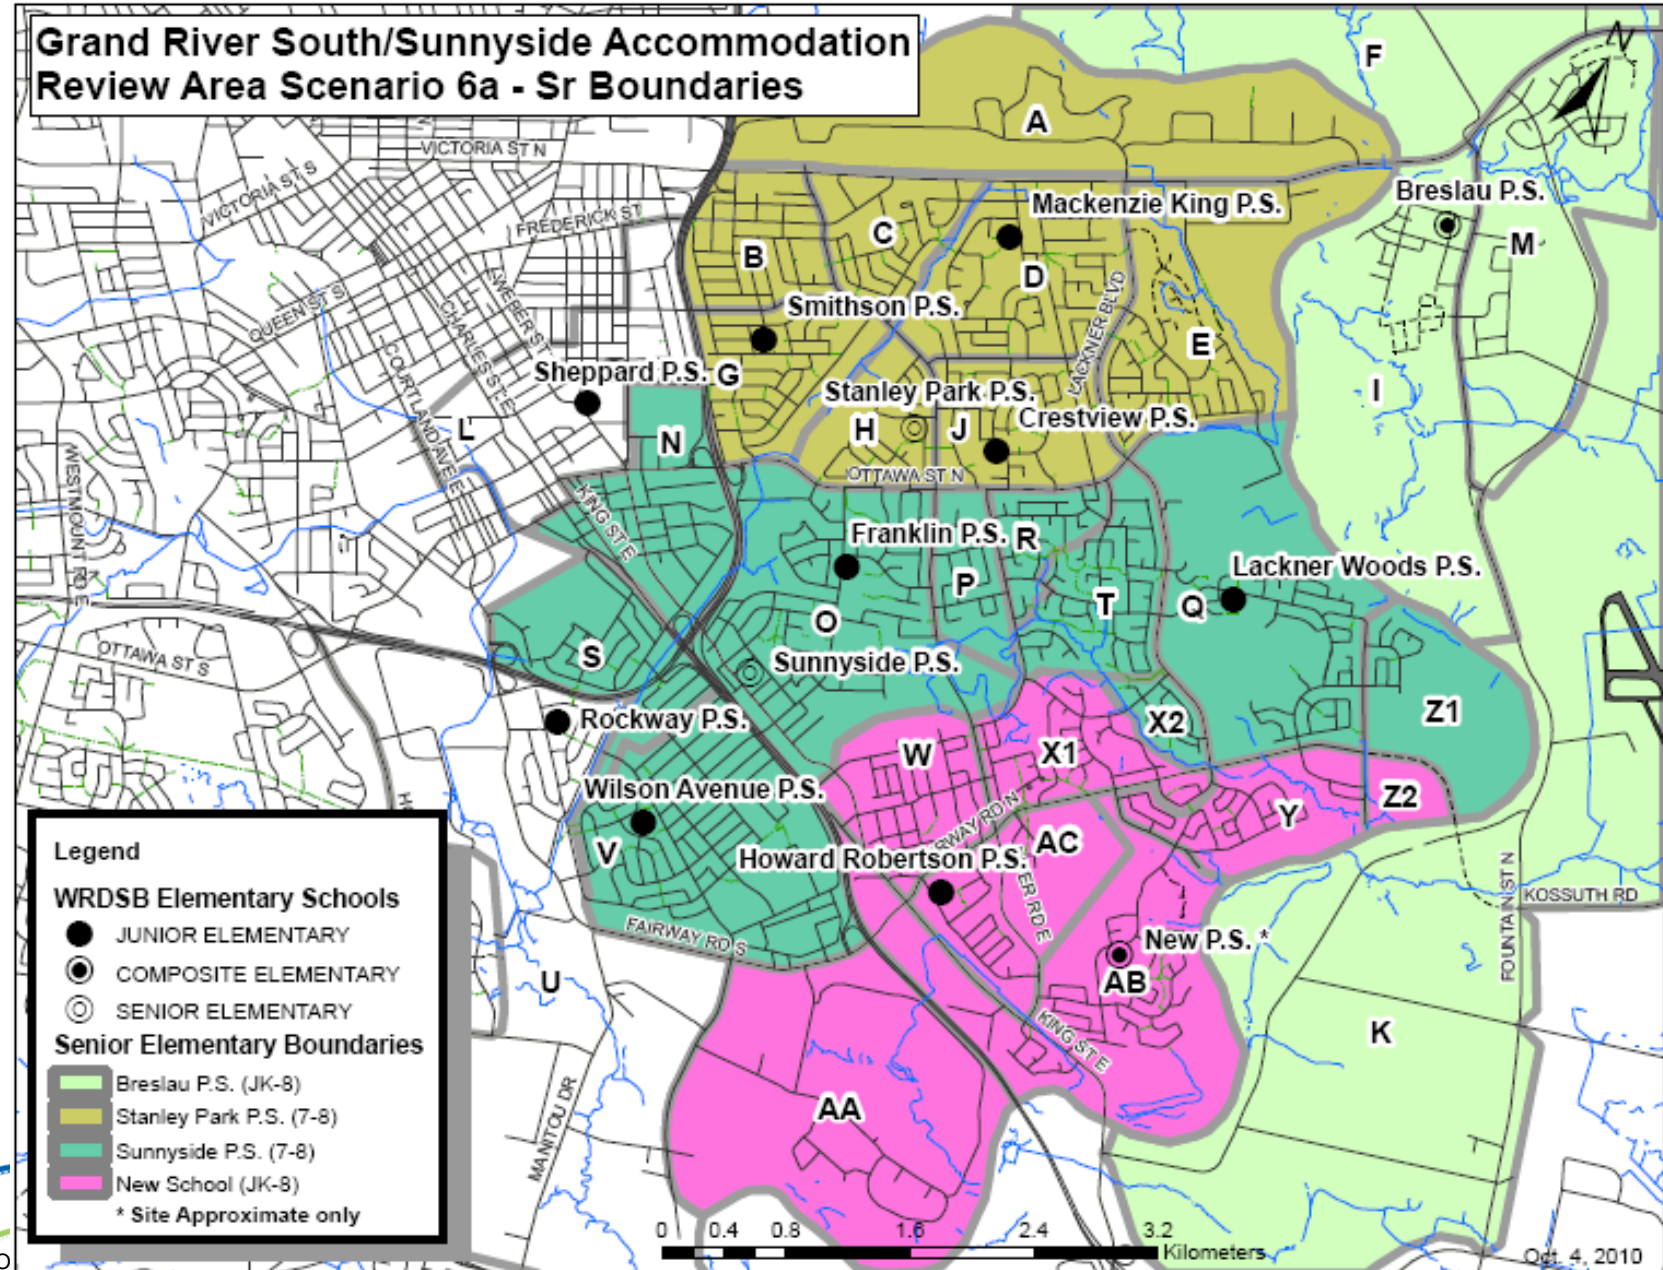 Grand River South/Sunnyside Accommodation
Review Area Scenario 6a - Sr Boundaries
N
F
A
VICTORIA ST N
VICTORIA ST S
FREDERICK ST
Mackenzie King P.S.
Breslau P.S.
B
C
D
M
WEBER ST
QUEEN ST S
CHARLES ST E
COURTLAND AVE E
Smithson P.S.
LACKNER BLVD
E
Sheppard P.S.
G
Stanley Park P.S.
Crestview P.S.
I
L
N
H
J
OTTAWA ST N
WESTMOUNT RD E
KING ST E
Franklin P.S.
R
Lackner Woods P.S.
P
T
Q
O
OTTAWA ST S
S
Sunnyside P.S.
Rockway P.S.
X2
Z1
W
X1
Wilson Avenue P.S.
Z2
Y
V
AC
Howard Robertson P.S.
FAIRWAY RD S
KOSSUTH RD
FOUNTAIN ST N
New P.S. *
AB
U
KING ST E
K
MANITOU DR
AA
Legend
WRDSB Elementary Schools
JUNIOR ELEMENTARY
COMPOSITE ELEMENTARY
SENIOR ELEMENTARY
Senior Elementary Boundaries
Breslau P.S. (JK-8)
Stanley Park P.S. (7-8)
Sunnyside P.S. (7-8)
New School (JK-8)
* Site Approximate only
0 0.4 0.8 1.6 2.4 3.2
Kilometers
Oct. 4, 2010